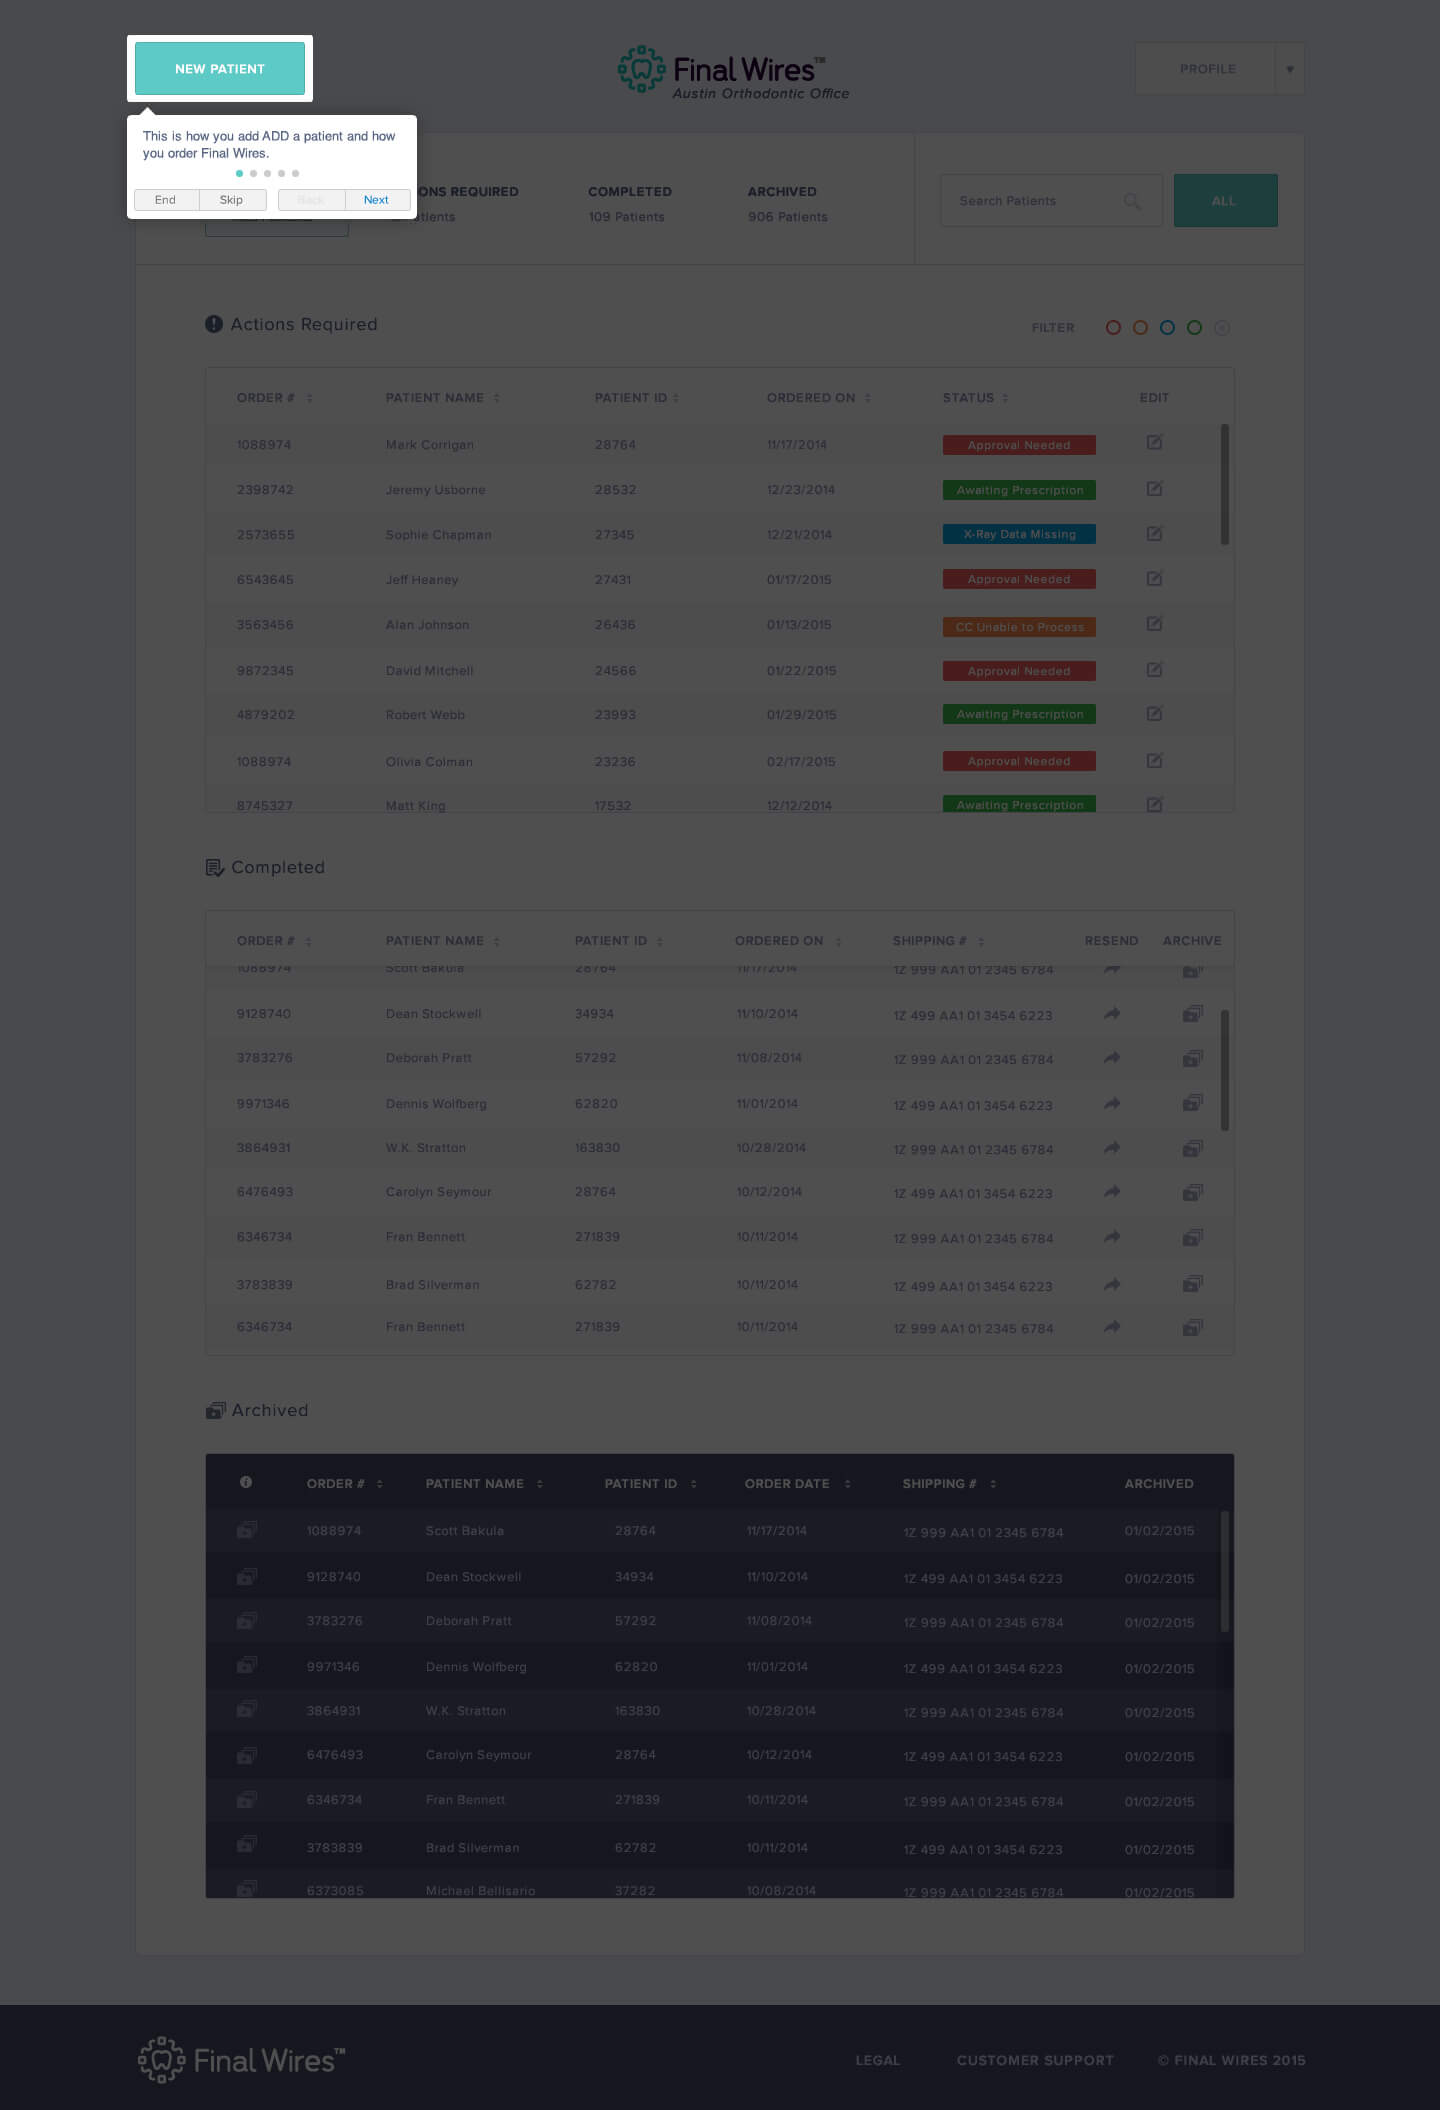 NEW PATIENT
Final Wires™
Austin Orthodontic Office
PROFILE
This is how you add ADD a patient and how
you order Final Wires.
End Skip Back Next
REQUIRED COMPLETED ARCHIVED
109 Patients 906 Patients
Search Patients ALL
Actions Required
FILTER
ORDER # PATIENT NAME PATIENT ID ORDERED ON STATUS EDIT
1088974 Mark Corrigan 28764 11/17/2014 Approval Needed
2398742 Jeremy Usborne 28532 12/23/2014 Awaiting Prescription
2573655 Sophie Chapman 27345 12/21/2014 X-Ray Data Missing
6543645 Jeff Heaney 27431 01/17/2015 Approval Needed
3563456 Alan Johnson 26436 01/13/2015 CC Unable to Process
9872345 David Mitchell 24566 01/22/2015 Approval Needed
4879202 Robert Webb 23993 01/29/2015 Awaiting Prescription
1088974 Olivia Colman 23236 02/17/2015 Approval Needed
8745327 Matt King 17532 12/12/2014 Awaiting Prescription
Completed
ORDER # PATIENT NAME PATIENT ID ORDERED ON SHIPPING # RESEND ARCHIVE
1088974 Scott Bakula 28764 11/17/2014 1Z 999 AA1 01 2345 6784
9128740 Dean Stockwell 34934 11/10/2014 1Z 499 AA1 01 3454 6223
3783276 Deborah Pratt 57292 11/08/2014 1Z 999 AA1 01 2345 6784
9971346 Dennis Wolfberg 62820 11/01/2014 1Z 499 AA1 01 3454 6223
3864931 W.K. Stratton 163830 10/28/2014 1Z 999 AA1 01 2345 6784
6476493 Carolyn Seymour 28764 10/12/2014 1Z 499 AA1 01 3454 6223
6346734 Fran Bennett 271839 10/11/2014 1Z 999 AA1 01 2345 6784
3783839 Brad Silverman 62782 10/11/2014 1Z 499 AA1 01 3454 6223
6346734 Fran Bennett 271839 10/11/2014 1Z 999 AA1 01 2345 6784
Archived
ORDER # PATIENT NAME PATIENT ID ORDER DATE SHIPPING # ARCHIVED
1088974 Scott Bakula 28764 11/17/2014 1Z 999 AA1 01 2345 6784 01/02/2015
9128740 Dean Stockwell 34934 11/10/2014 1Z 499 AA1 01 3454 6223 01/02/2015
3783276 Deborah Pratt 57292 11/08/2014 1Z 999 AA1 01 2345 6784 01/02/2015
9971346 Dennis Wolfberg 62820 11/01/2014 1Z 499 AA1 01 3454 6223 01/02/2015
3864931 W.K. Stratton 163830 10/28/2014 1Z 999 AA1 01 2345 6784 01/02/2015
6476493 Carolyn Seymour 28764 10/12/2014 1Z 499 AA1 01 3454 6223 01/02/2015
6346734 Fran Bennett 271839 10/11/2014 1Z 999 AA1 01 2345 6784 01/02/2015
3783839 Brad Silverman 62782 10/11/2014 1Z 499 AA1 01 3454 6223 01/02/2015
6373085 Michael Bellisario 37282 10/08/2014 1Z 999 AA1 01 2345 6784 01/02/2015
Final Wires™
LEGAL CUSTOMER SUPPORT © FINAL WIRES 2015